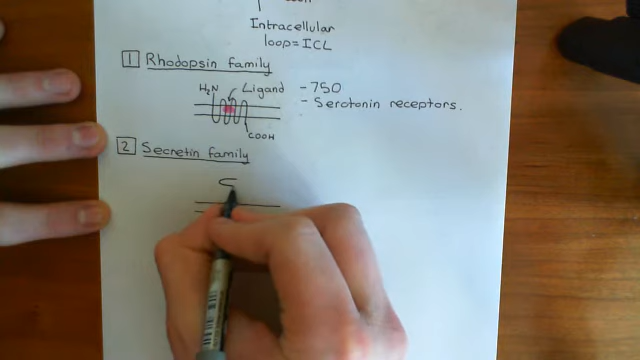 Intracellular
loop = ICL
1 Rhodopsin family
H₂N Ligand
COOH
- 750
- Serotonin receptors.
2 Secretin family